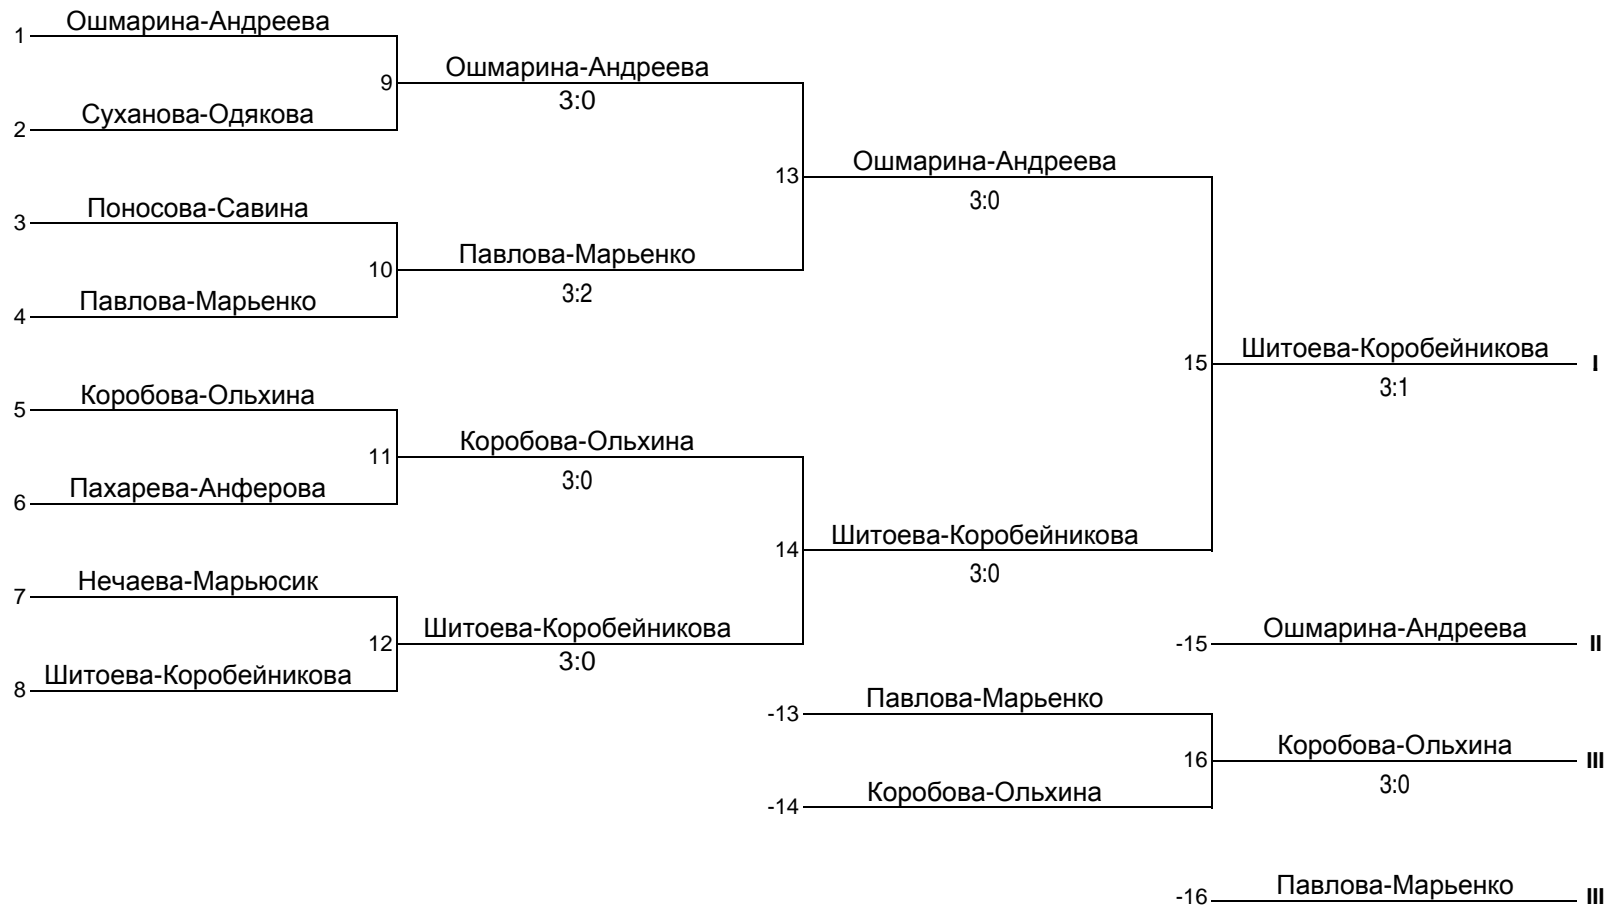 Ошмарина-Андреева
1
Ошмарина-Андреева
9
3:0
Суханова-Одякова
2
Ошмарина-Андреева
13
3:0
Поносова-Савина
3
Павлова-Марьенко
10
3:2
Павлова-Марьенко
4
Шитоева-Коробейникова
15
I
3:1
Коробова-Ольхина
5
Коробова-Ольхина
11
3:0
Пахарева-Анферова
6
Шитоева-Коробейникова
14
3:0
Нечаева-Марьюсик
7
Шитоева-Коробейникова
12
3:0
Ошмарина-Андреева
-15
II
Шитоева-Коробейникова
8
Павлова-Марьенко
-13
Коробова-Ольхина
16
III
3:0
Коробова-Ольхина
-14
Павлова-Марьенко
-16
III